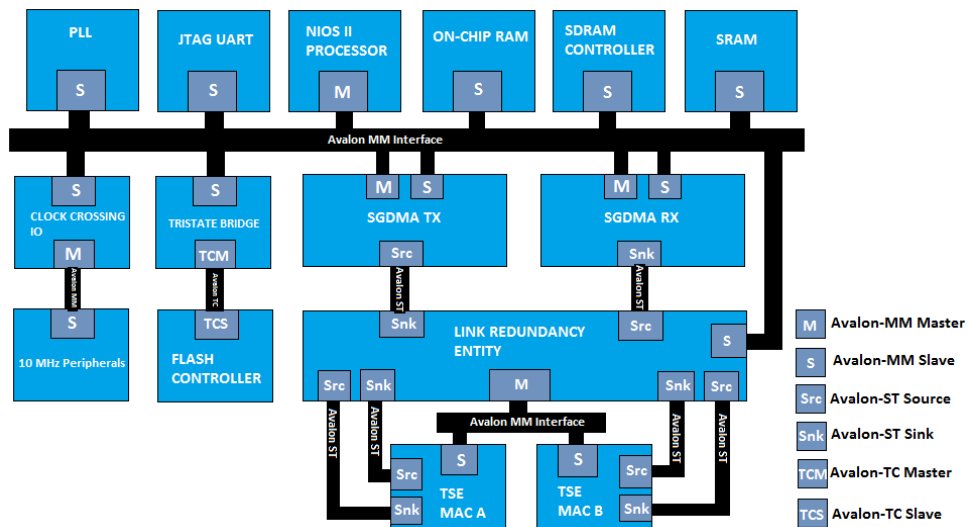 PLL
JTAG UART
NIOS II
PROCESSOR
ON-CHIP RAM
SDRAM
CONTROLLER
SRAM
S
S
M
S
S
S
Avalon MM Interface
S
S
M
S
M
S
CLOCK CROSSING
IO
TRISTATE BRIDGE
SGDMA TX
SGDMA RX
M
TCM
Src
Snk
Avalon MM
Avalon TC
Avalon ST
Avalon ST
S
TCS
Snk
Src
10 MHz Peripherals
FLASH
CONTROLLER
LINK REDUNDANCY
ENTITY
S
Src
Snk
M
Snk
Src
Avalon ST
Avalon ST
Avalon MM Interface
Avalon ST
Avalon ST
S
S
Src
Src
Snk
Snk
TSE
MAC A
TSE
MAC B
M
Avalon-MM Master
S
Avalon-MM Slave
Src
Avalon-ST Source
Snk
Avalon-ST Sink
TCM
Avalon-TC Master
TCS
Avalon-TC Slave